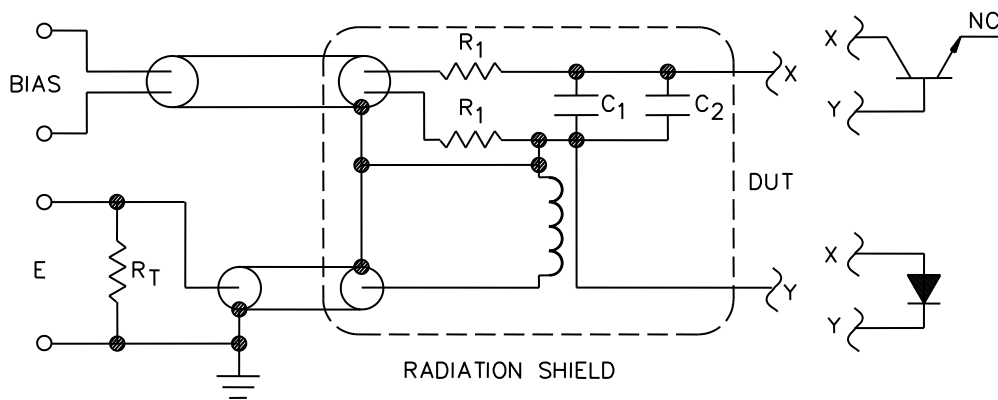 R1
NC
X
X
BIAS
C1
C2
R1
Y
DUT
X
E
RT
Y
Y
RADIATION SHIELD